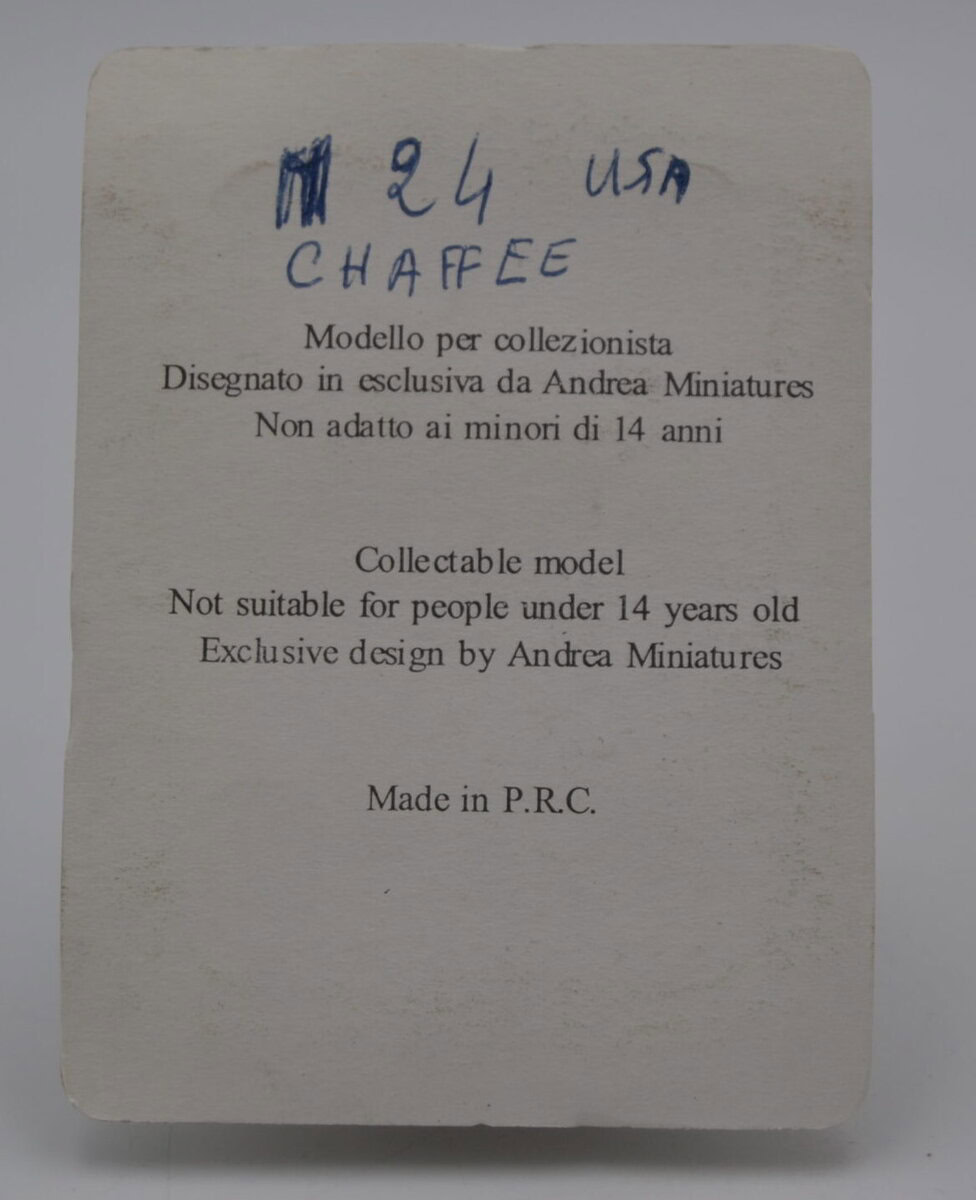 M 24 USA
CHAFFEE
Modello per collezionista
Disegnato in esclusiva da Andrea Miniatures
Non adatto ai minori di 14 anni
Collectable model
Not suitable for people under 14 years old
Exclusive design by Andrea Miniatures
Made in P.R.C.